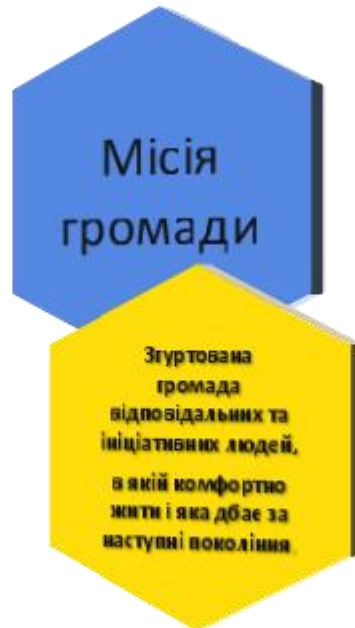 Місія
громади
Згуртована
громада
відповідальних та
ініціативних людей,
в якій комфортно
жити і яка дбає за
наступні покоління.